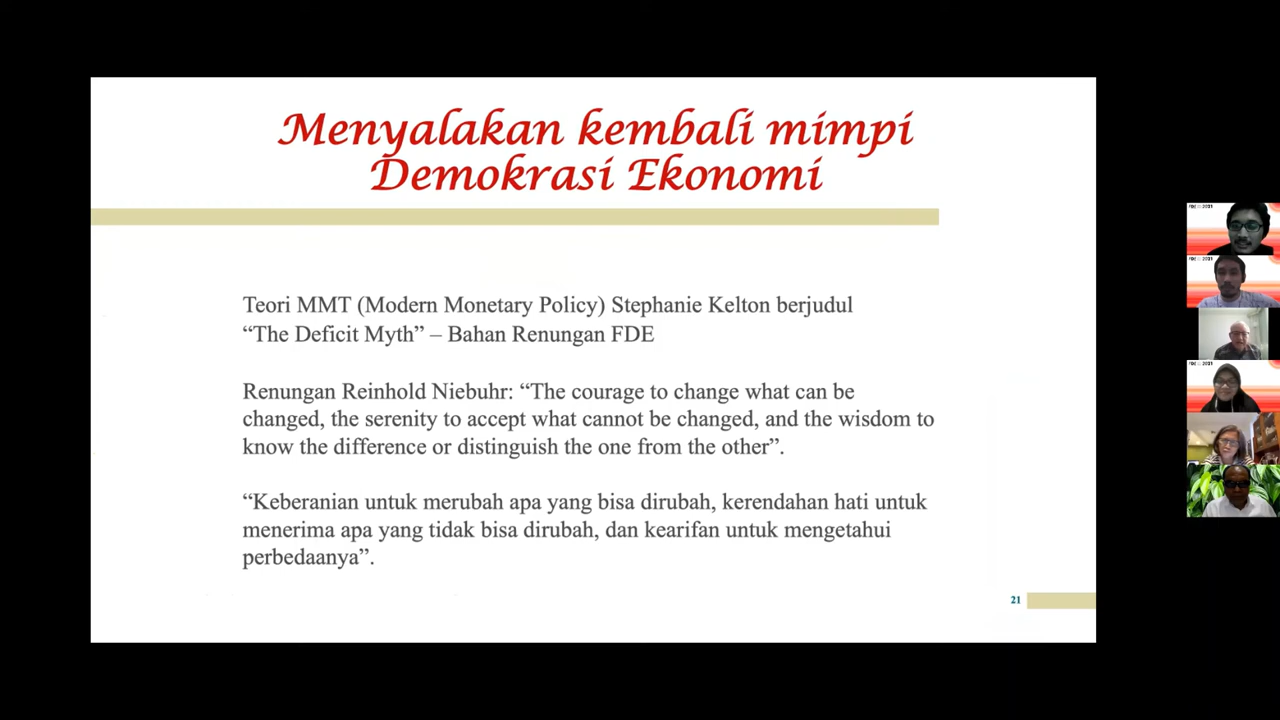 Menyalakan kembali mimpi
Demokrasi Ekonomi
Teori MMT (Modern Monetary Policy) Stephanie Kelton berjudul
“The Deficit Myth” – Bahan Renungan FDE
Renungan Reinhold Niebuhr: “The courage to change what can be
changed, the serenity to accept what cannot be changed, and the wisdom to
know the difference or distinguish the one from the other”.
“Keberanian untuk merubah apa yang bisa dirubah, kerendahan hati untuk
menerima apa yang tidak bisa dirubah, dan kearifan untuk mengetahui
perbedaanya”.
21